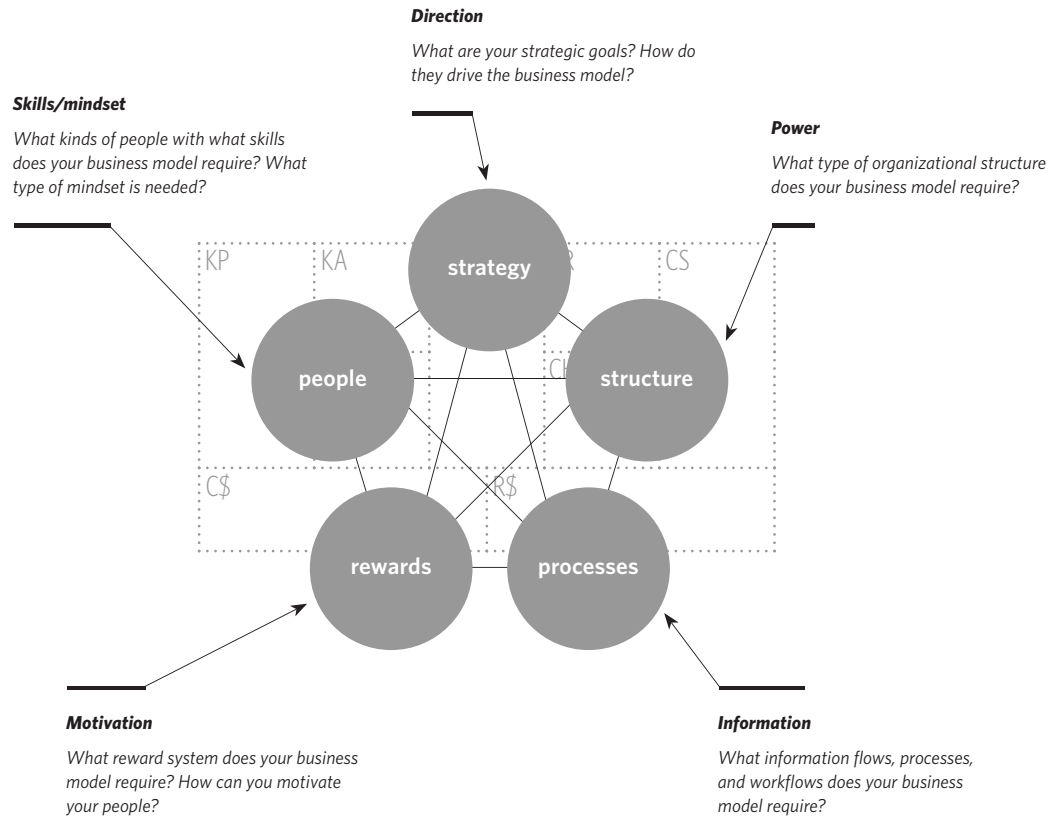 Direction
What are your strategic goals? How do
they drive the business model?
Skills/mindset
What kinds of people with what skills
does your business model require? What
type of mindset is needed?
Power
What type of organizational structure
does your business model require?
KP
KA
CS
strategy
people
structure
C$
R$
rewards
processes
Motivation
What reward system does your business
model require? How can you motivate
your people?
Information
What information flows, processes,
and workflows does your business
model require?